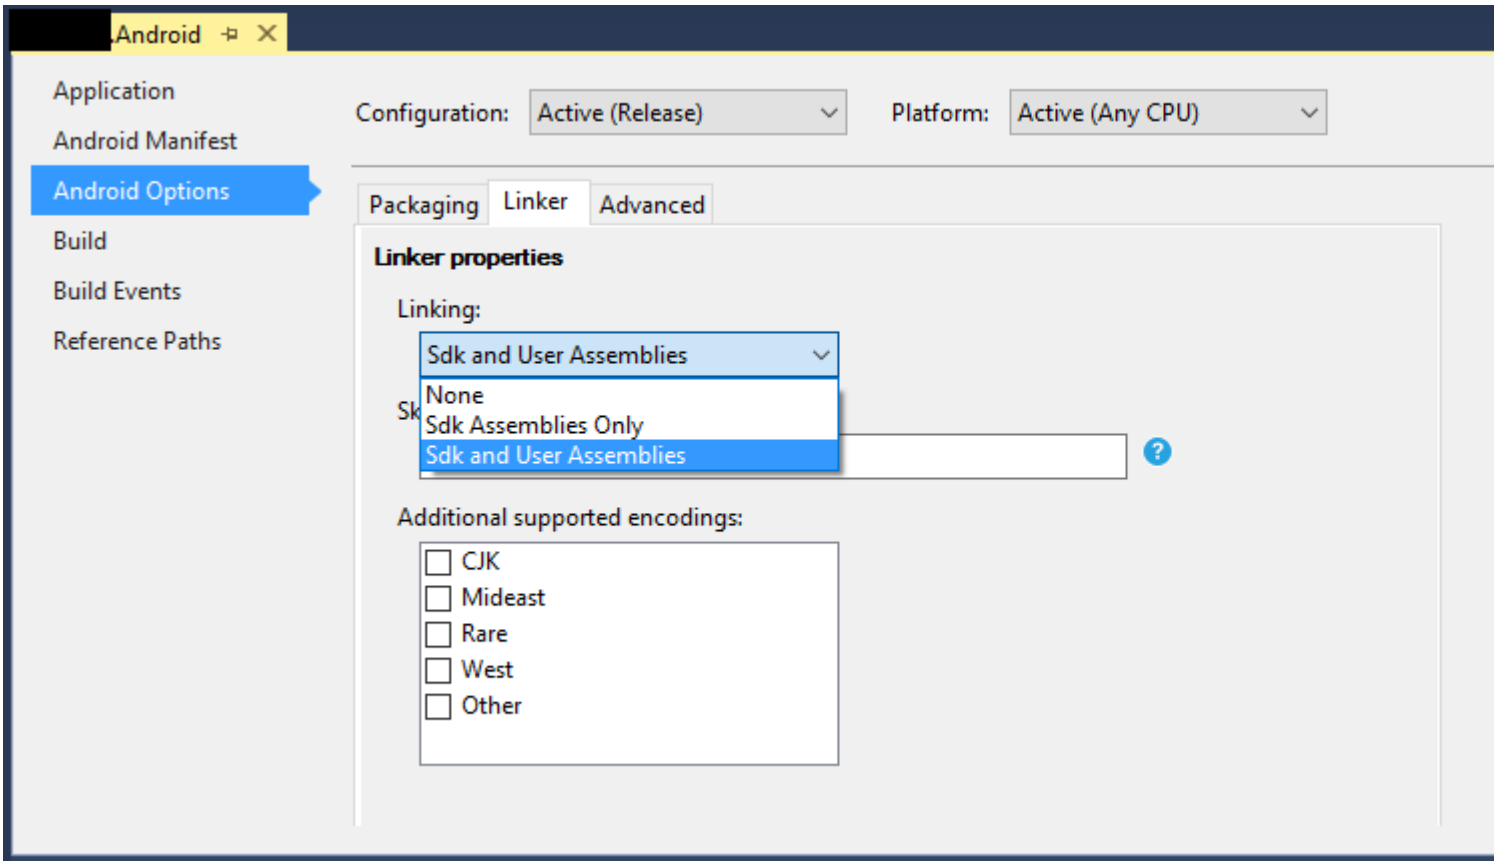 .Android
Application
Android Manifest
Android Options
Build
Build Events
Reference Paths
Configuration: Active (Release) Platform: Active (Any CPU)
Packaging Linker Advanced
Linker properties
Linking:
Sdk and User Assemblies
None
Sk
Sdk Assemblies Only
Sdk and User Assemblies
?
Additional supported encodings:
CJK
Mideast
Rare
West
Other